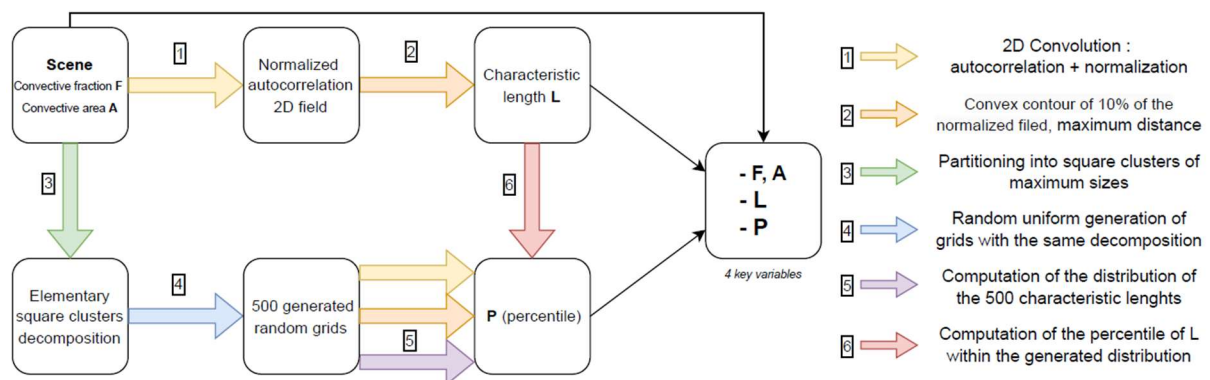 Scene
Convective fraction F
Convective area A
1
Normalized
autocorrelation
2D field
2
Characteristic
length L
3
6
- F, A
- L
- P
4 key variables
Elementary
square clusters
decomposition
4
500 generated
random grids
5
P (percentile)
1
2D Convolution :
autocorrelation + normalization
2
Convex contour of 10% of the
normalized filed, maximum distance
3
Partitioning into square clusters of
maximum sizes
4
Random uniform generation of
grids with the same decomposition
5
Computation of the distribution of
the 500 characteristic lenghts
6
Computation of the percentile of L
within the generated distribution